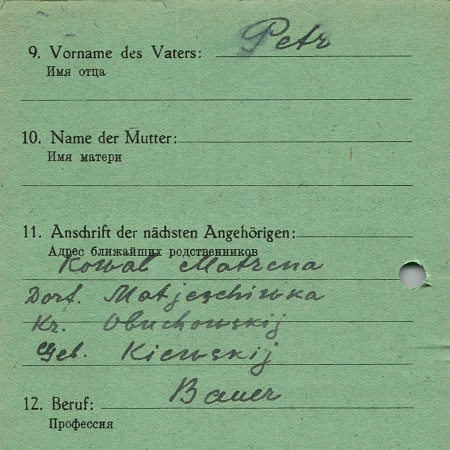 9. Vorname des Vaters: Petr
Имя отца
10. Name der Mutter:
Имя матери
11. Anschrift der nächsten Angehörigen:
Адрес ближайших родственников
Kowal Matrena
Dorf. Matjeschiwka
Kr. Obuchowskij
Geb. Kiewskij
12. Beruf: Bauer
Профессия